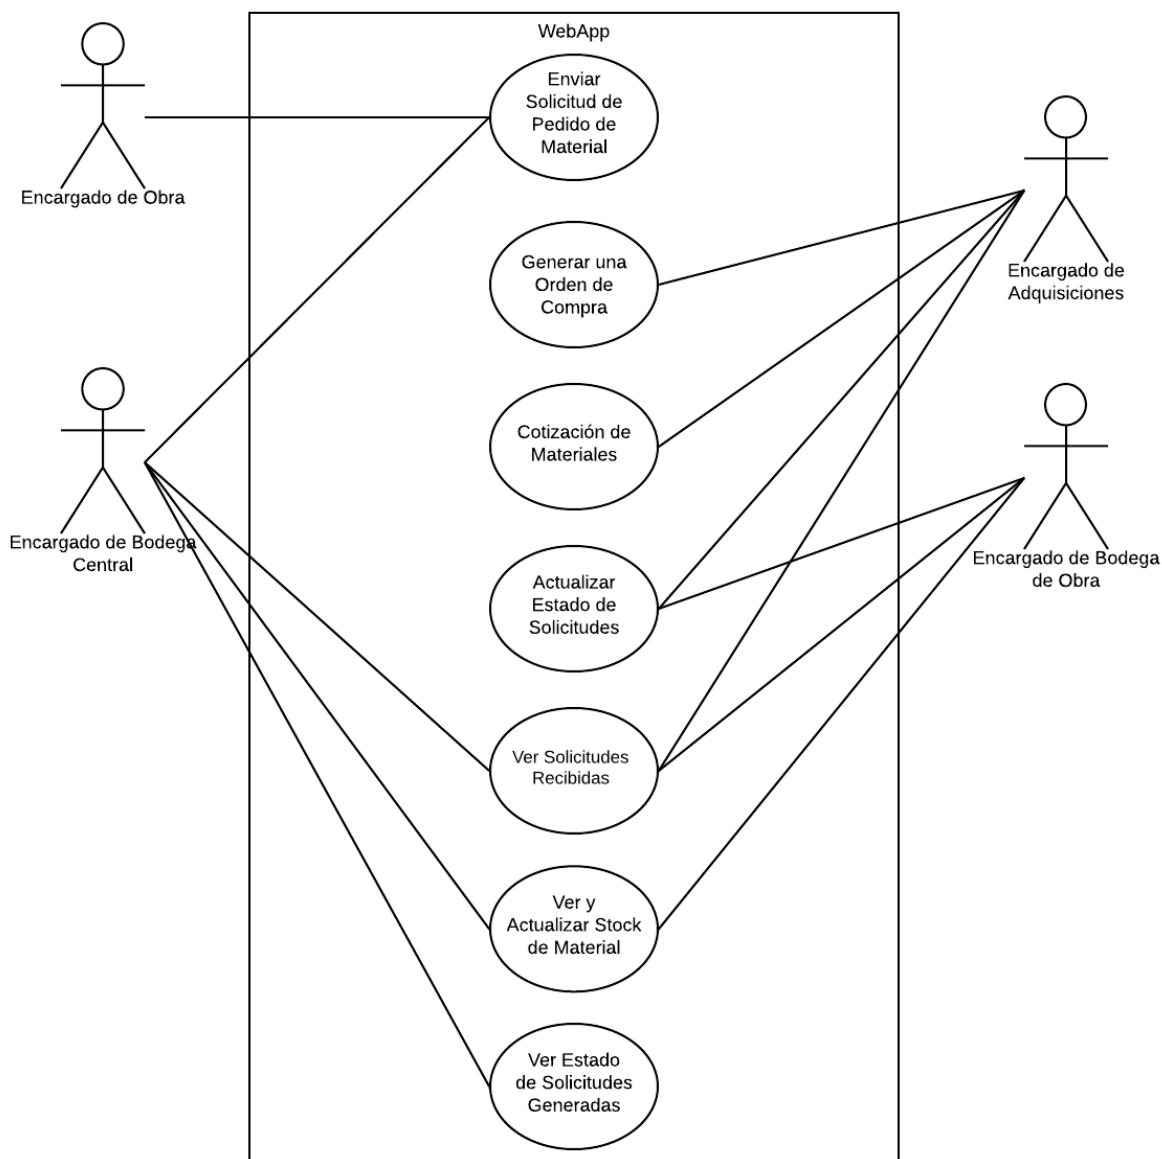 WebApp
Enviar
Solicitud de
Pedido de
Material
Encargado de Obra
Generar una
Orden de
Compra
Encargado de
Adquisiciones
Cotización de
Materiales
Encargado de Bodega
Central
Actualizar
Estado de
Solicitudes
Encargado de Bodega
de Obra
Ver Solicitudes
Recibidas
Ver y
Actualizar Stock
de Material
Ver Estado
de Solicitudes
Generadas